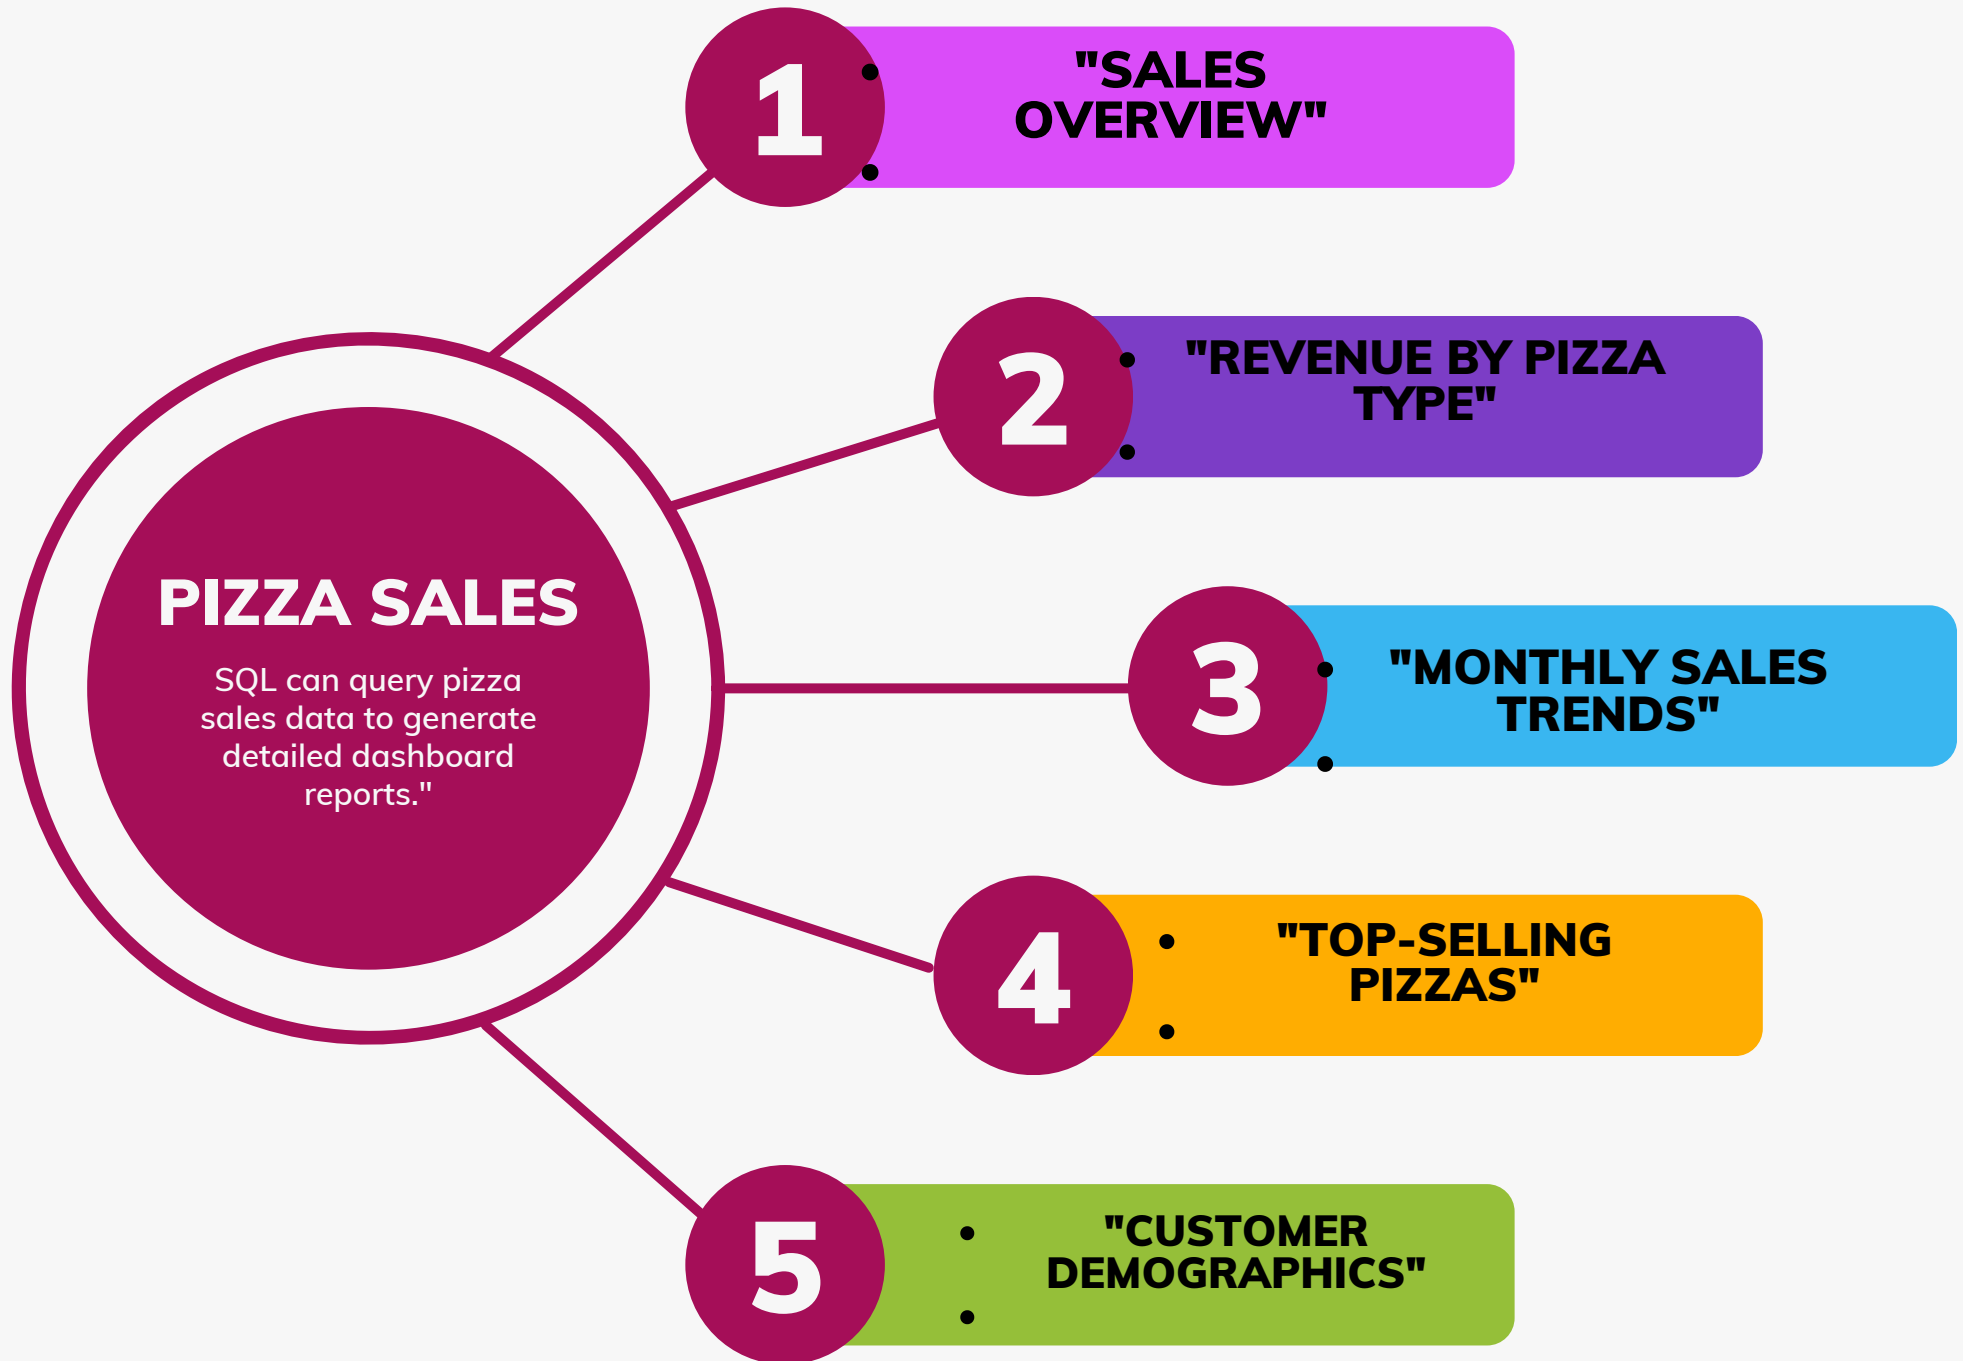 PIZZA SALES
SQL can query pizza
sales data to generate
detailed dashboard
reports."
1
• "SALES
OVERVIEW"
•
2
• "REVENUE BY PIZZA
TYPE"
•
3
• "MONTHLY SALES
TRENDS"
•
4
• "TOP-SELLING
PIZZAS"
•
5
• "CUSTOMER
DEMOGRAPHICS"
•